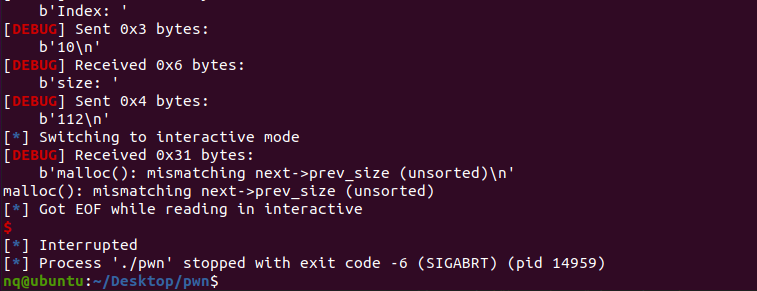 b'Index: '
[DEBUG] Sent 0x3 bytes:
    b'10\n'
[DEBUG] Received 0x6 bytes:
    b'size: '
[DEBUG] Sent 0x4 bytes:
    b'112\n'
[*] Switching to interactive mode
[DEBUG] Received 0x31 bytes:
    b'malloc(): mismatching next->prev_size (unsorted)\n'
malloc(): mismatching next->prev_size (unsorted)
[*] Got EOF while reading in interactive
$
[*] Interrupted
[*] Process './pwn' stopped with exit code -6 (SIGABRT) (pid 14959)
nq@ubuntu:~/Desktop/pwn$